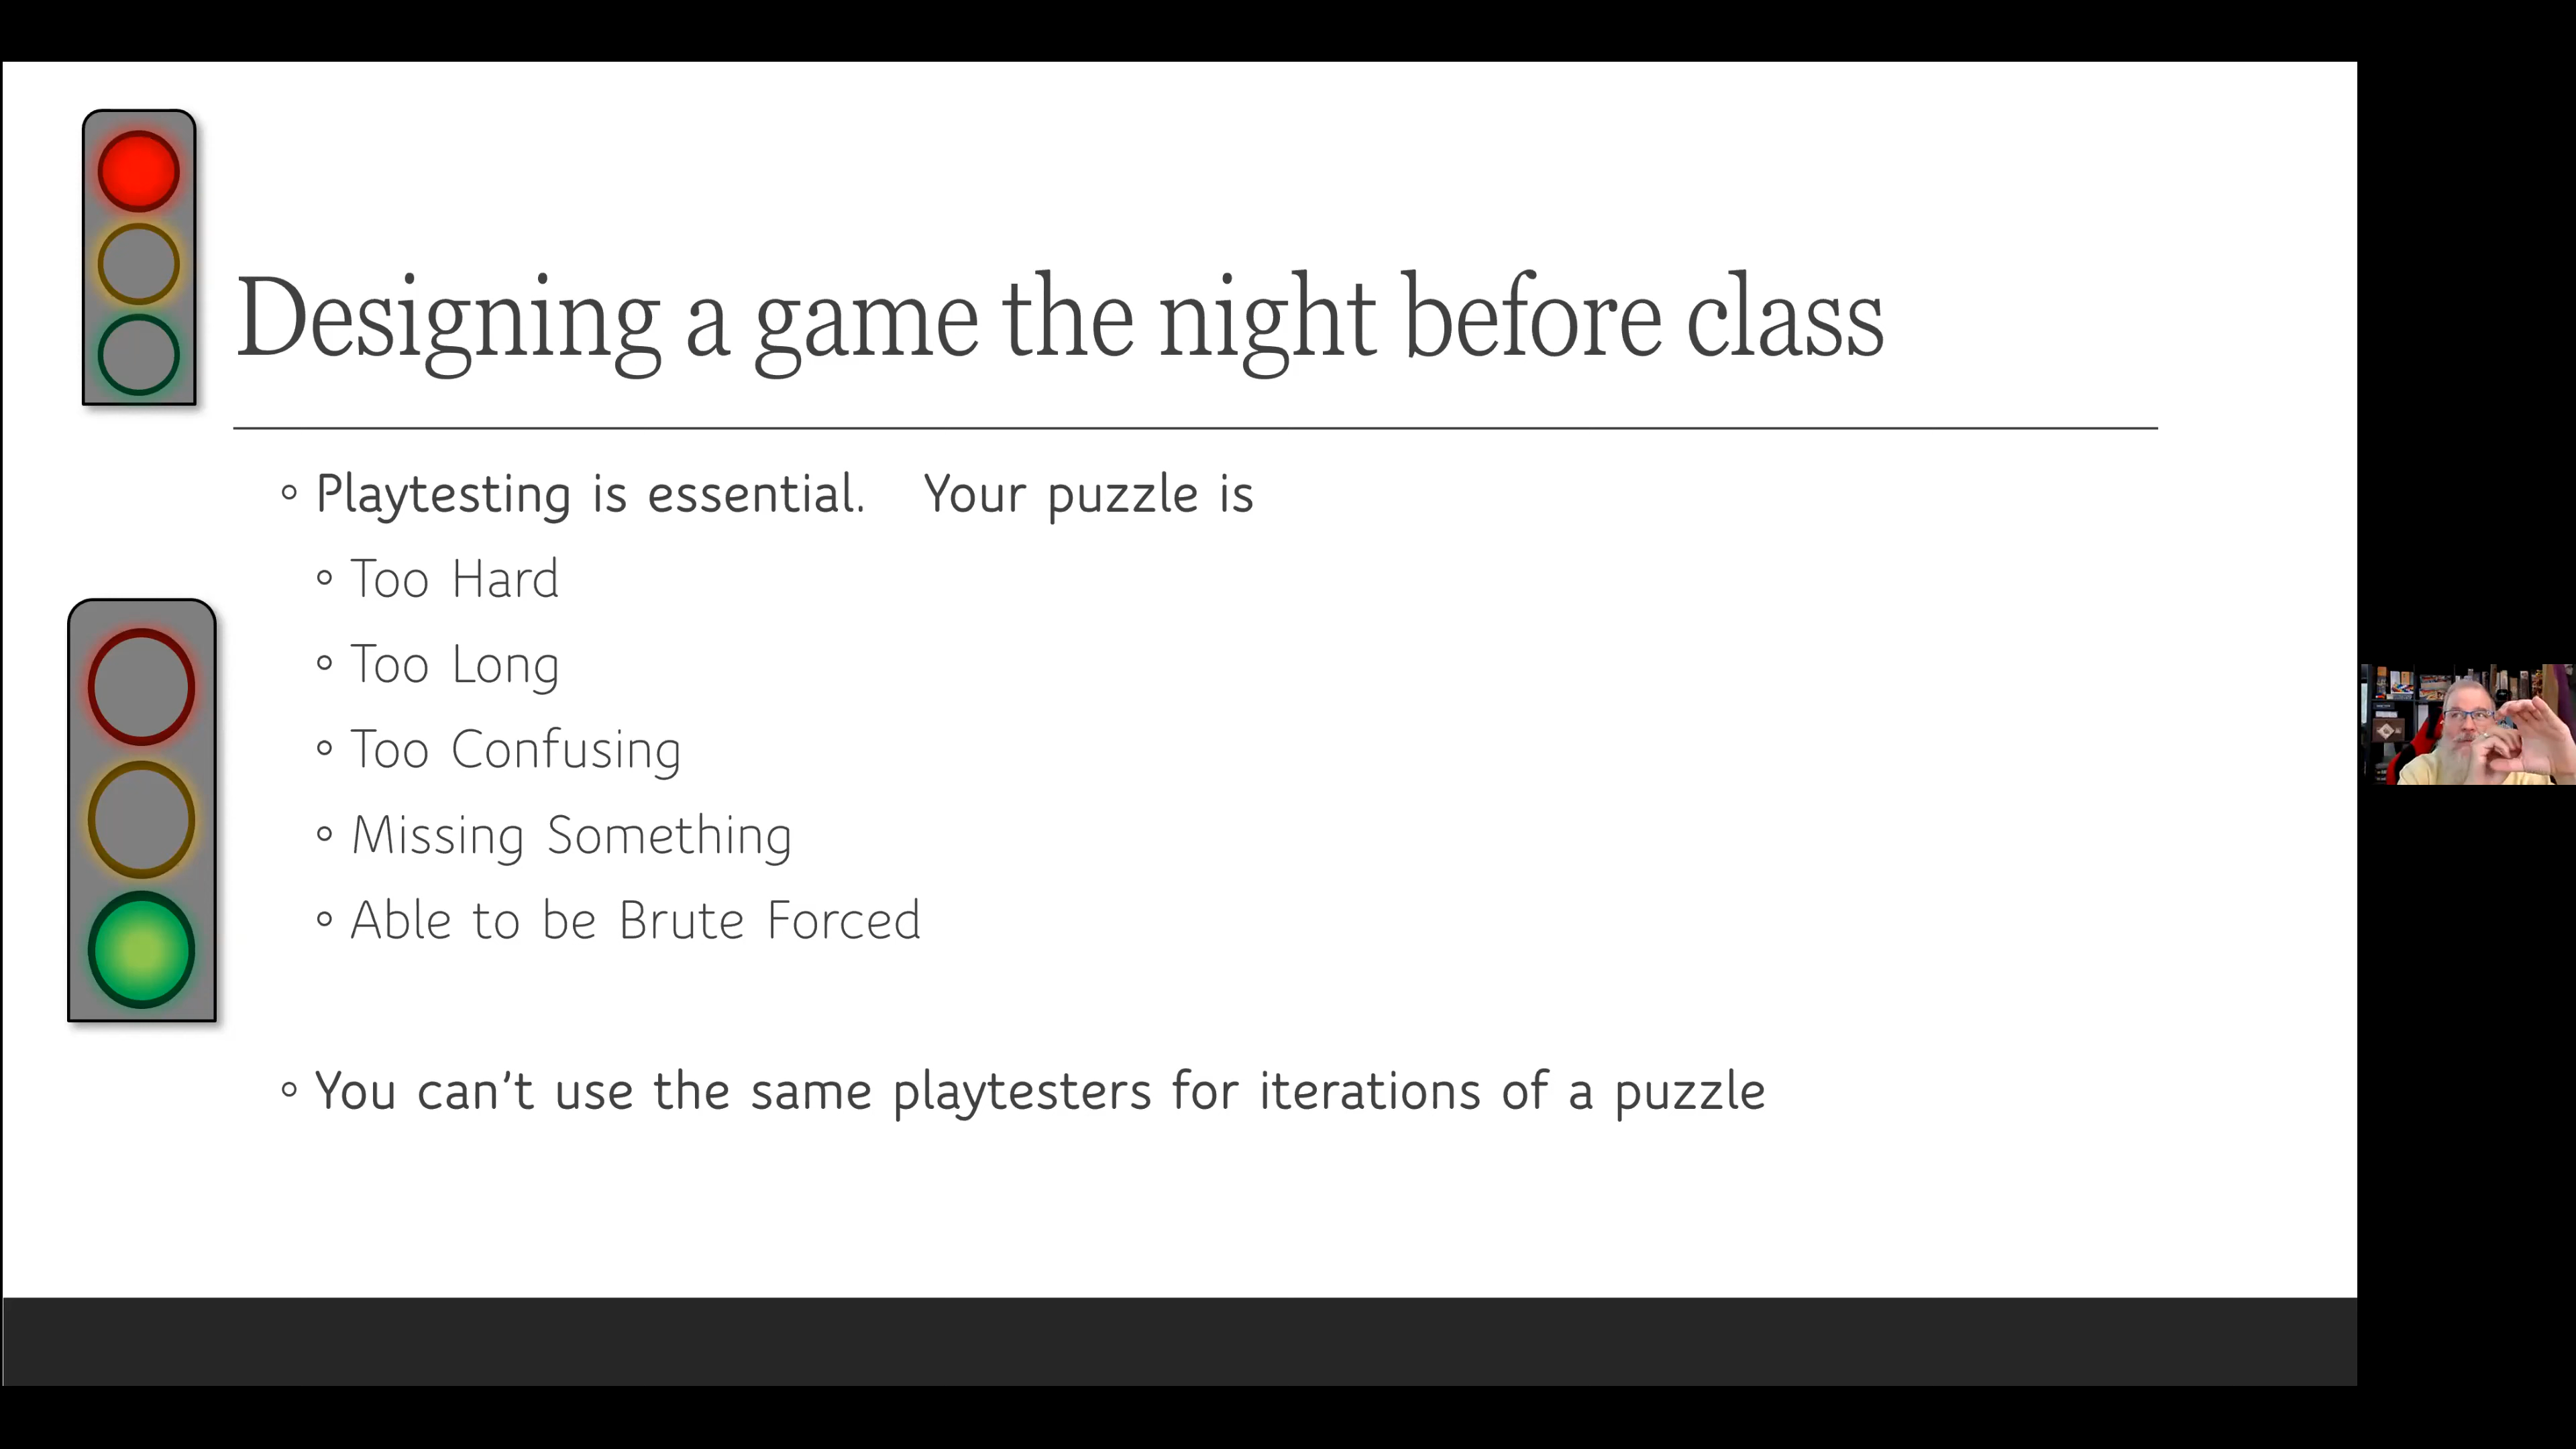 Designing a game the night before class
Playtesting is essential. Your puzzle is
Too Hard
Too Long
Too Confusing
Missing Something
Able to be Brute Forced
You can’t use the same playtesters for iterations of a puzzle